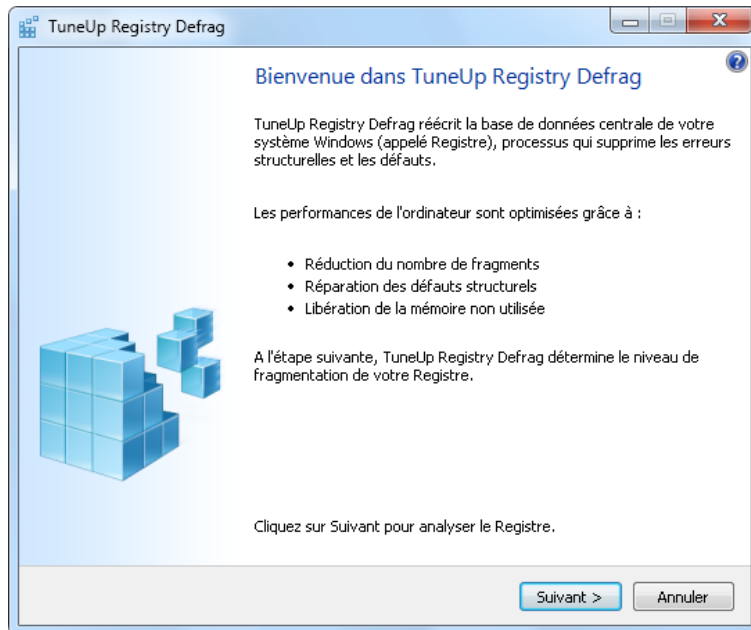 TuneUp Registry Defrag
Bienvenue dans TuneUp Registry Defrag
TuneUp Registry Defrag réécrit la base de données centrale de votre
système Windows (appelé Registre), processus qui supprime les erreurs
structurelles et les défauts.
Les performances de l'ordinateur sont optimisées grâce à :
• Réduction du nombre de fragments
• Réparation des défauts structurels
• Libération de la mémoire non utilisée
A l'étape suivante, TuneUp Registry Defrag détermine le niveau de
fragmentation de votre Registre.
Cliquez sur Suivant pour analyser le Registre.
Suivant >
Annuler